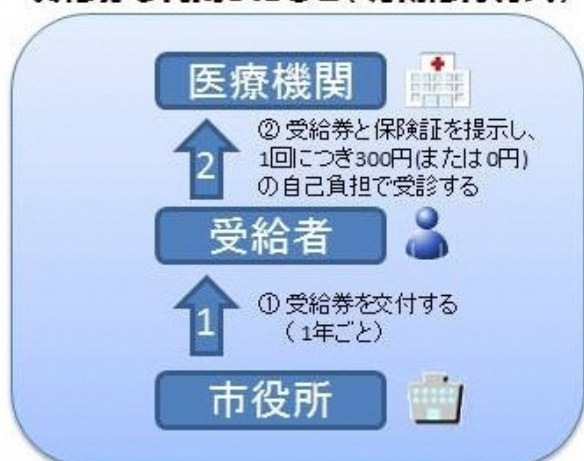 医療機関
② 受給券と保険証を提示し、
1回につき300円(または0円)
の自己負担で受診する
2
受給者
① 受給券を交付する
（1年ごと）
1
市役所